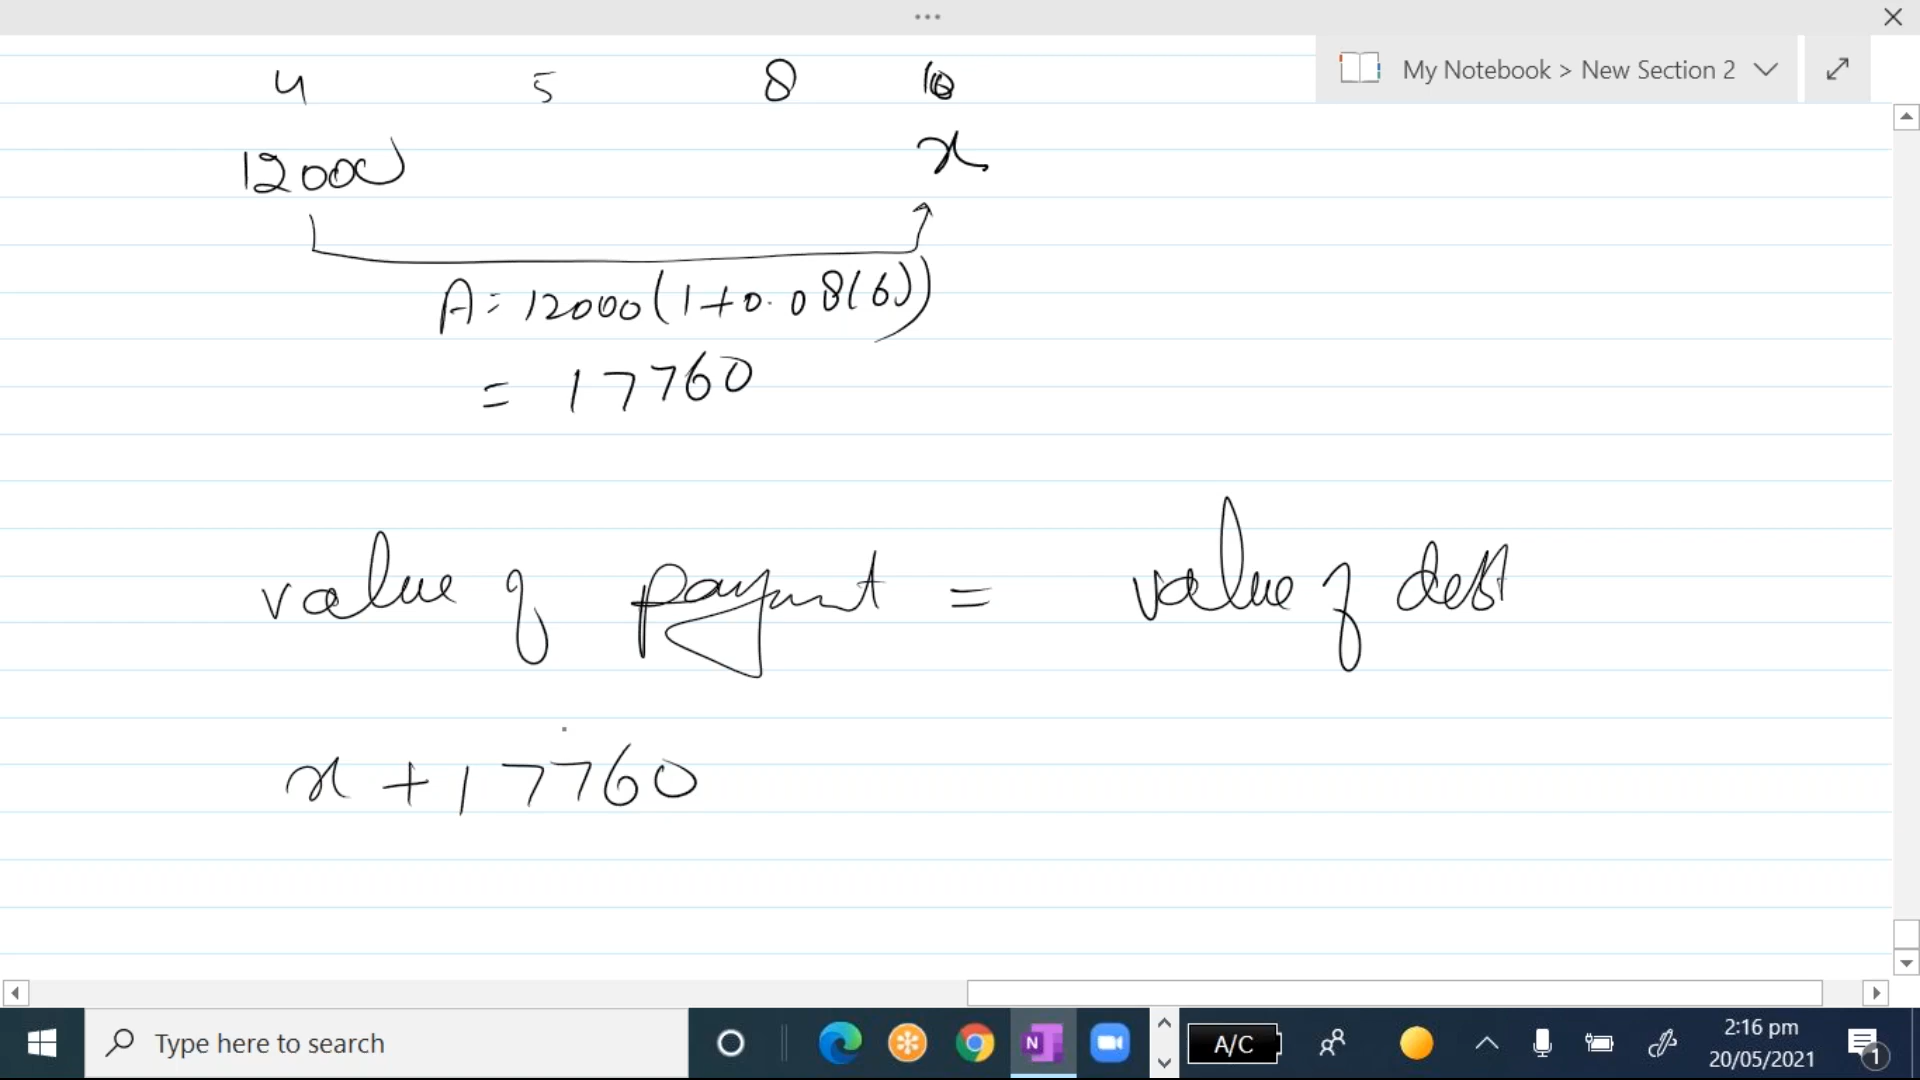 ...
My Notebook > New Section 2
4 5 8 10
12000 x
A = 12000(1+0.08(6))
= 17760
value of payment = value of debt
x + 17760
Type here to search
N
A/C
2:16 pm
20/05/2021
1